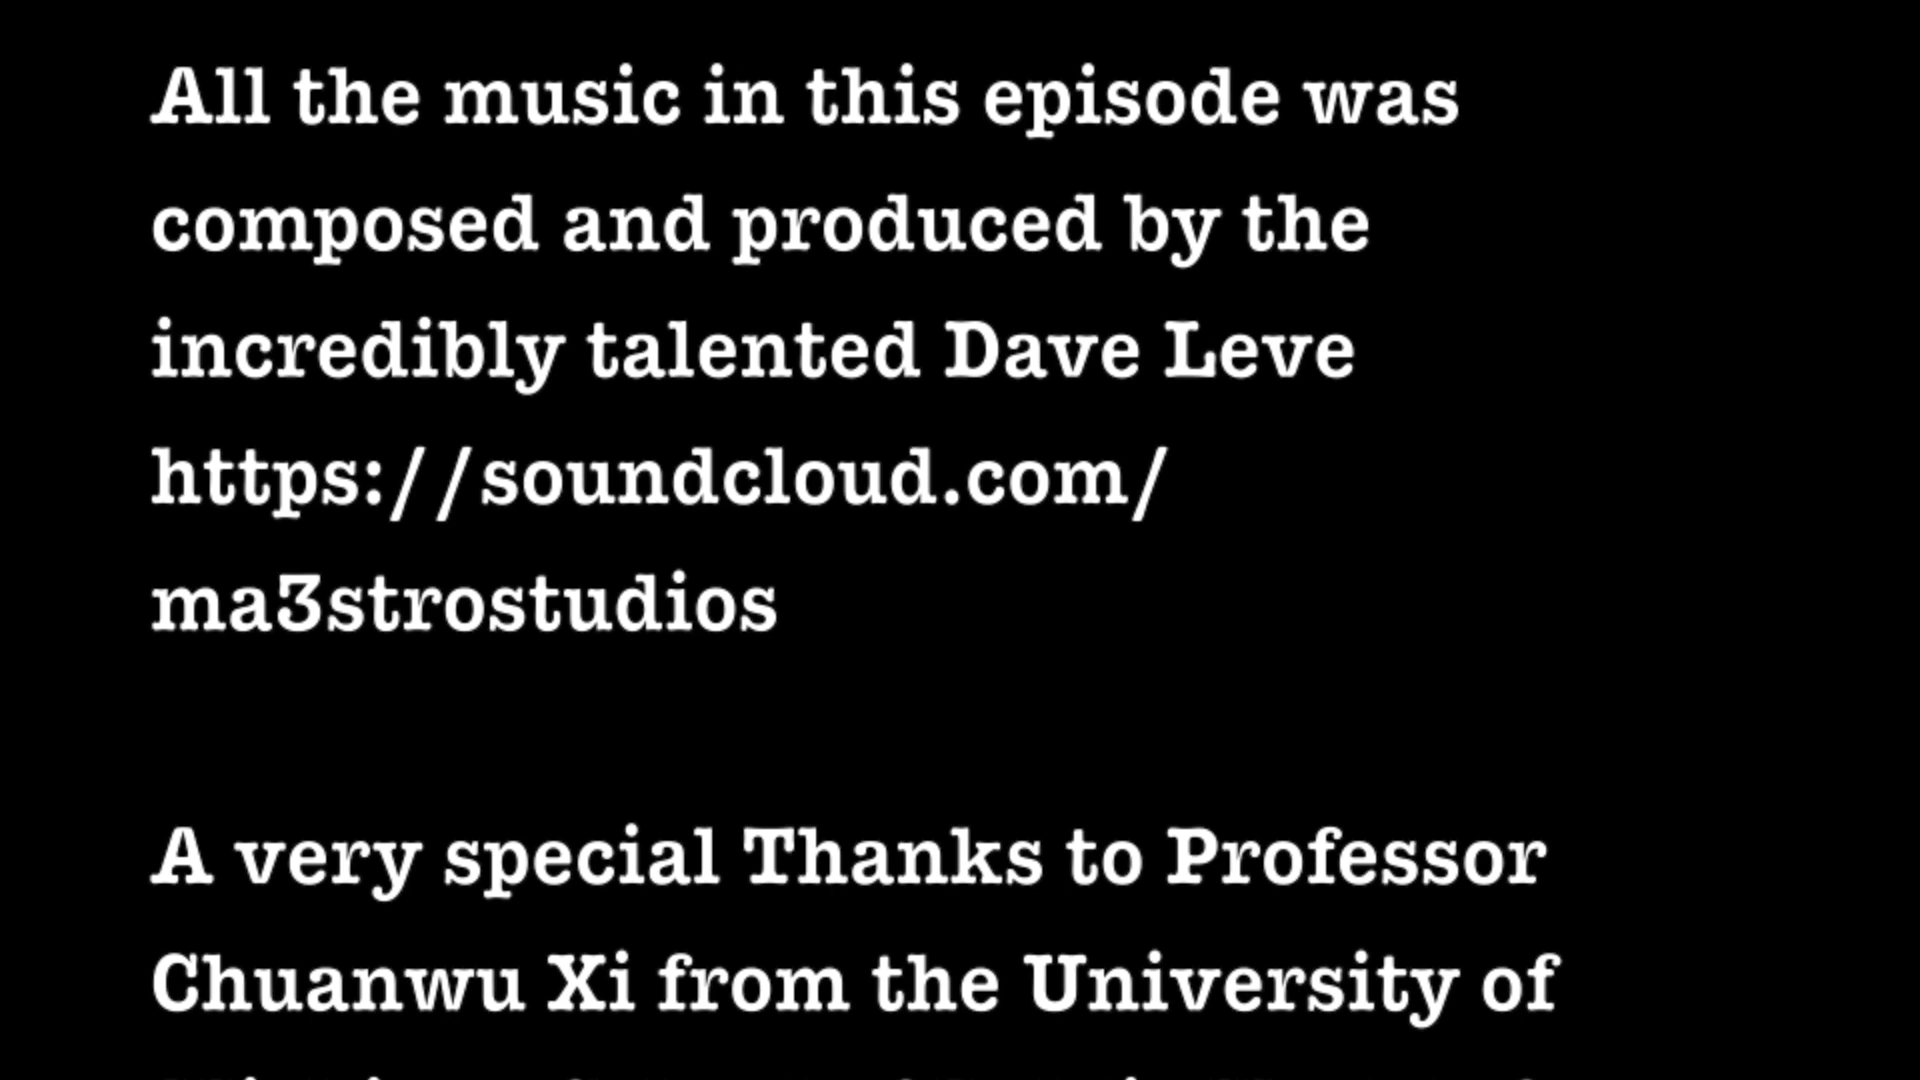 All the music in this episode was
composed and produced by the
incredibly talented Dave Leve
https://soundcloud.com/
ma3strostudios
A very special Thanks to Professor
Chuanwu Xi from the University of